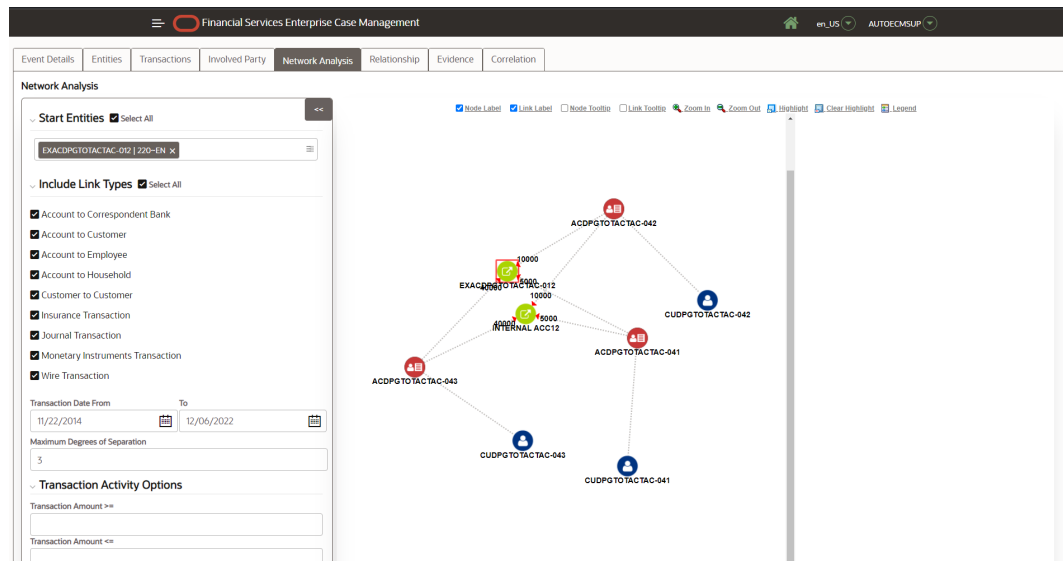 Financial Services Enterprise Case Management
en_US
AUTOECMSUP
Event Details
Entities
Transactions
Involved Party
Network Analysis
Relationship
Evidence
Correlation
Network Analysis
<<
Start Entities Select All
EXACDPGTOTACTAC-012 | 220~EN ×
Include Link Types Select All
Account to Correspondent Bank
Account to Customer
Account to Employee
Account to Household
Customer to Customer
Insurance Transaction
Journal Transaction
Monetary Instruments Transaction
Wire Transaction
Transaction Date From To
11/22/2014 12/06/2022
Maximum Degrees of Separation
3
Transaction Activity Options
Transaction Amount >=
Transaction Amount <=
Node Label Link Label Node Tooltip Link Tooltip Zoom In Zoom Out Highlight Clear Highlight Legend
ACDPGTOTACTAC-042
10000
5000
EXACDPGTOTACTAC-012
40000
10000
CUDPGTOTACTAC-042
5000
40000
INTERNAL ACC12
ACDPGTOTACTAC-041
ACDPGTOTACTAC-043
CUDPGTOTACTAC-043
CUDPGTOTACTAC-041